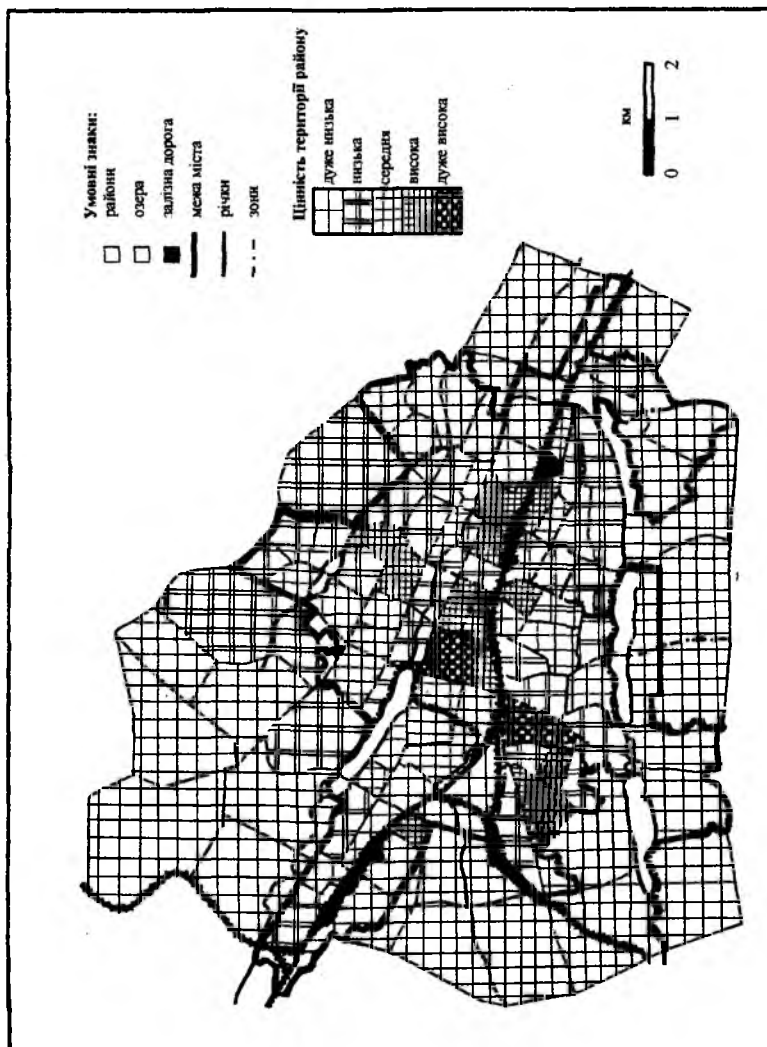 Умовні знаки:
райони
озера
залізна дорога
межа міста
річки
зони
Цінність території району
дуже низька
низька
середня
висока
дуже висока
км
0 1 2